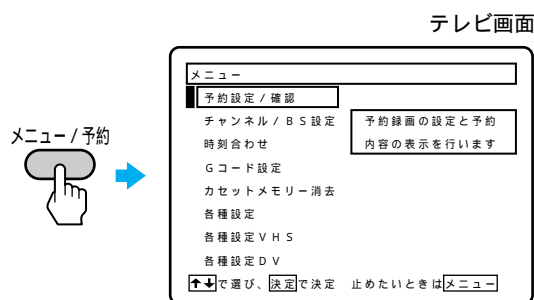 テレビ画面
メニュー / 予約
メニュー
予約設定/確認
チャンネル/BS設定
時刻合わせ
Gコード設定
カセットメモリー消去
各種設定
各種設定VHS
各種設定DV
予約録画の設定と予約
内容の表示を行います
↑↓で選び、決定で決定 止めたいときはメニュー